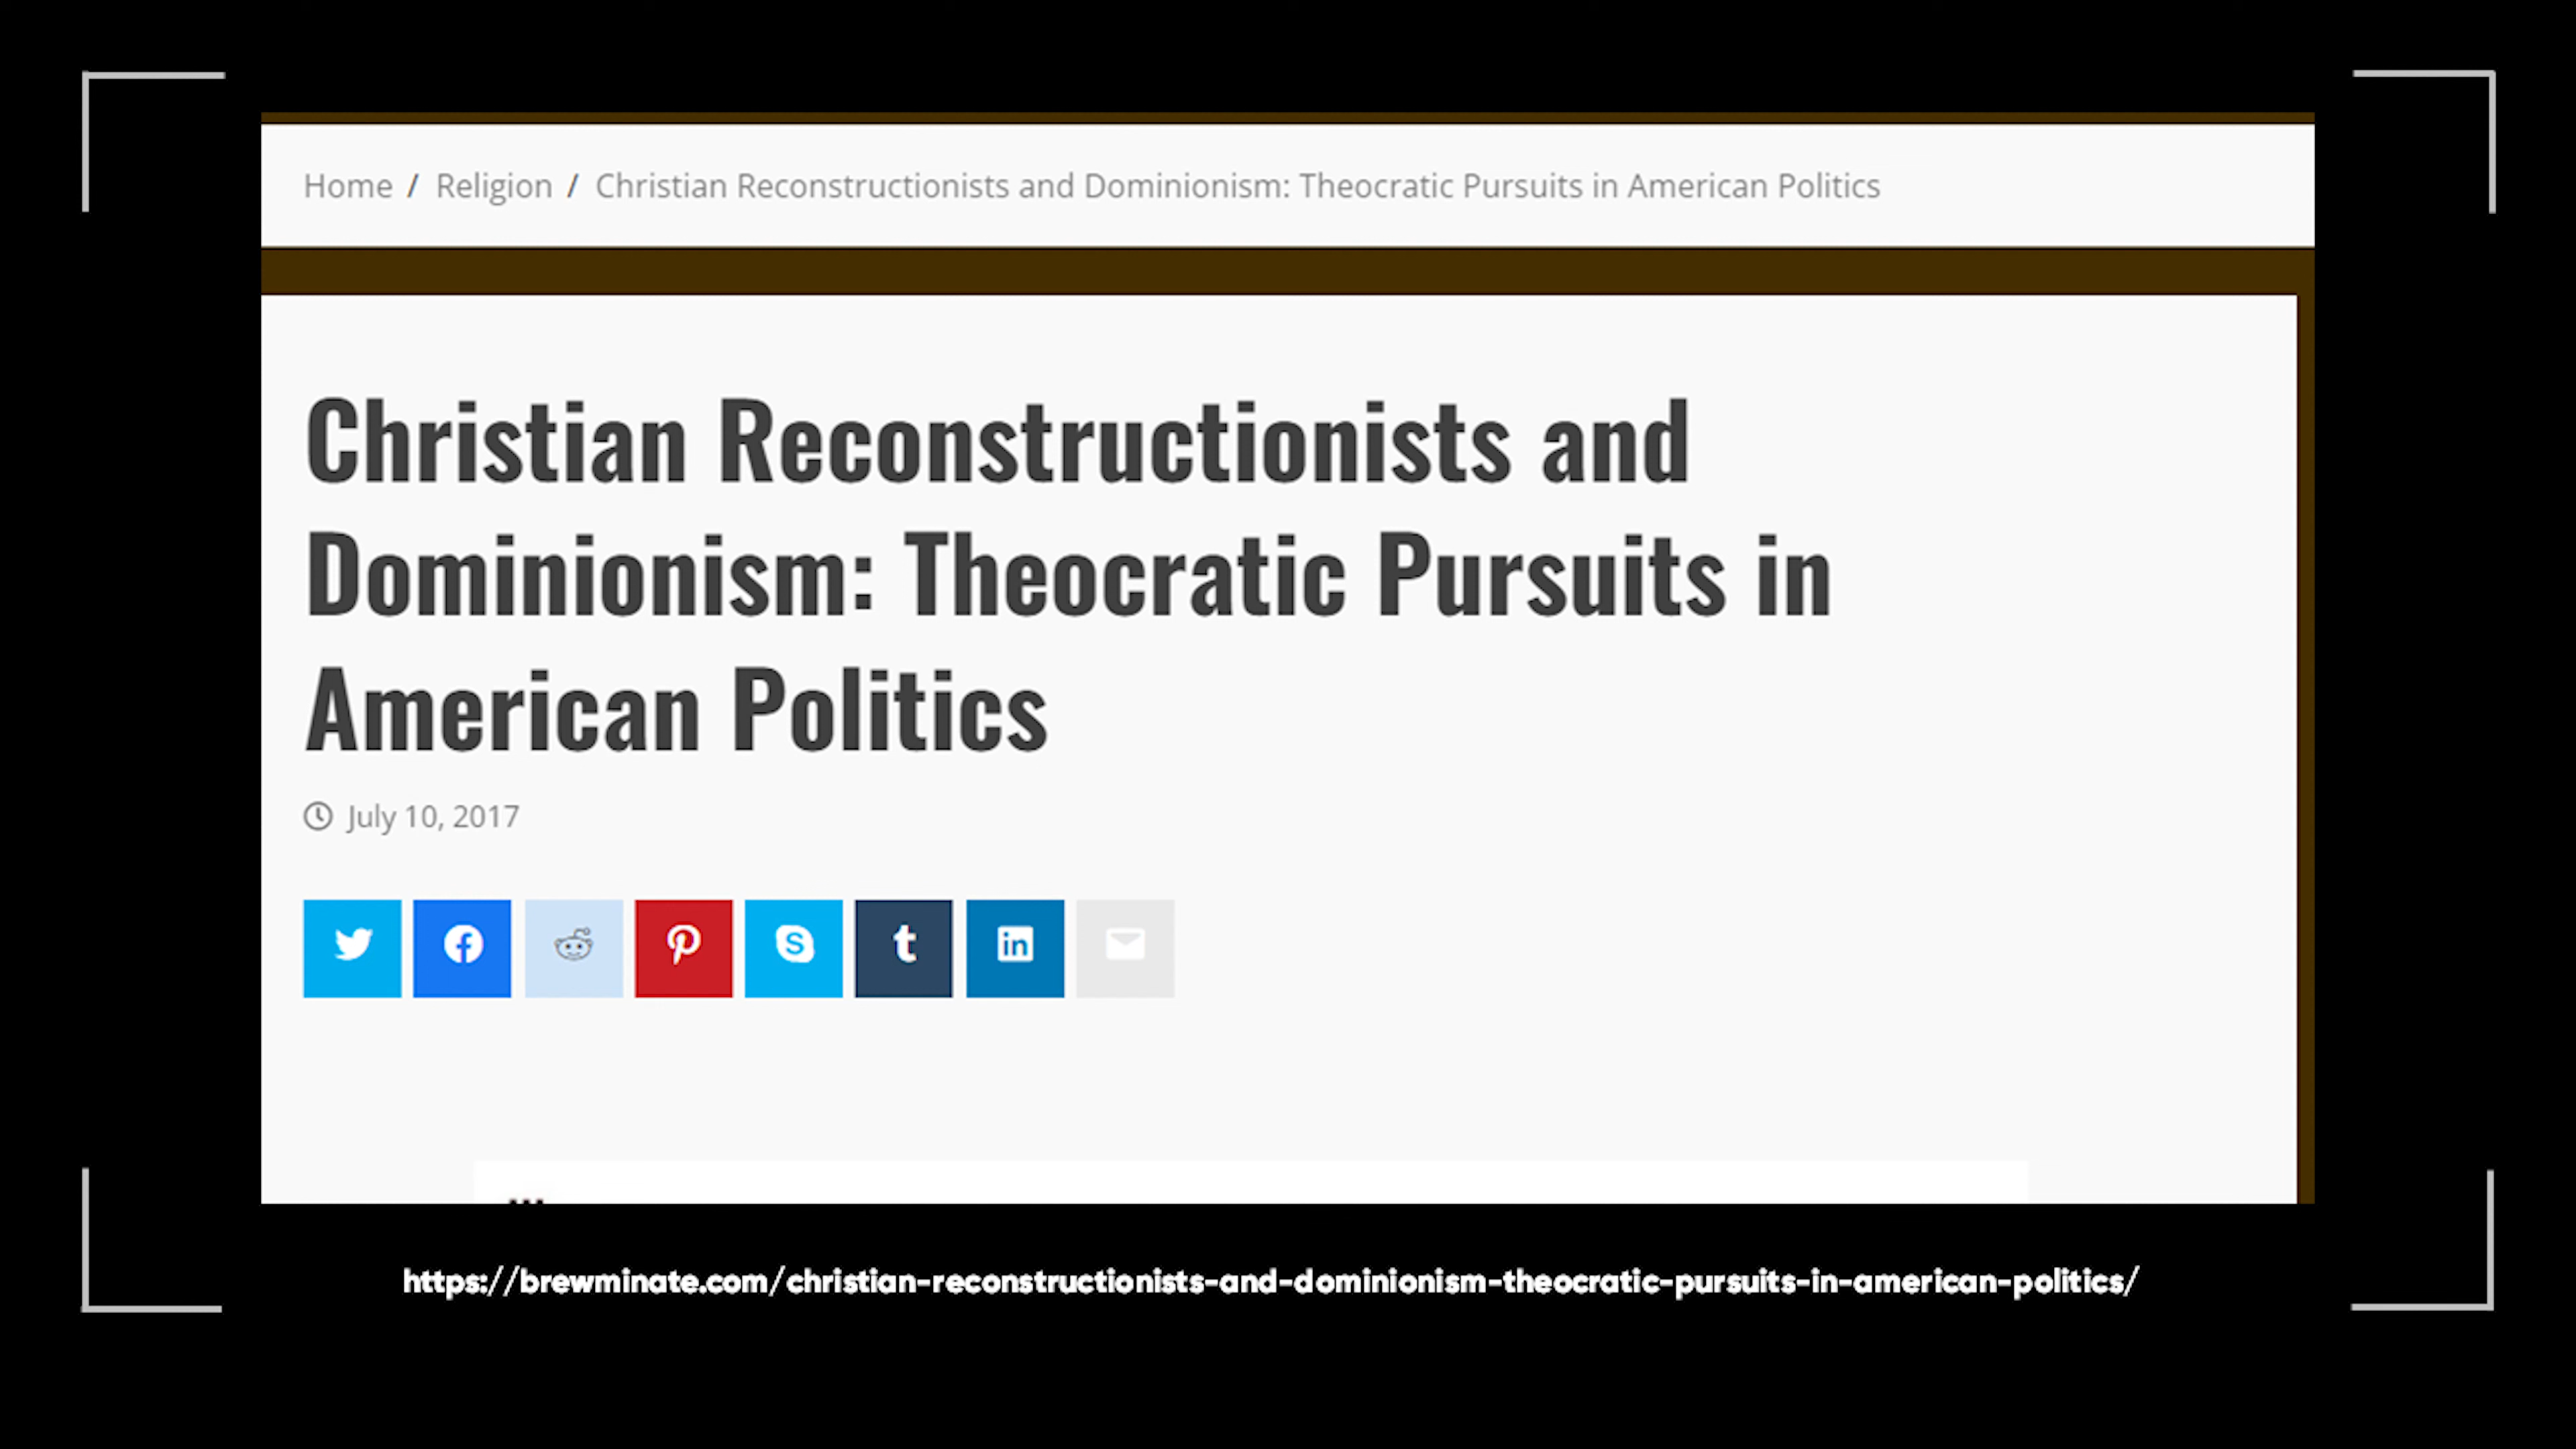 Home / Religion / Christian Reconstructionists and Dominionism: Theocratic Pursuits in American Politics
Christian Reconstructionists and
Dominionism: Theocratic Pursuits in
American Politics
July 10, 2017
https://brewminate.com/christian-reconstructionists-and-dominionism-theocratic-pursuits-in-american-politics/